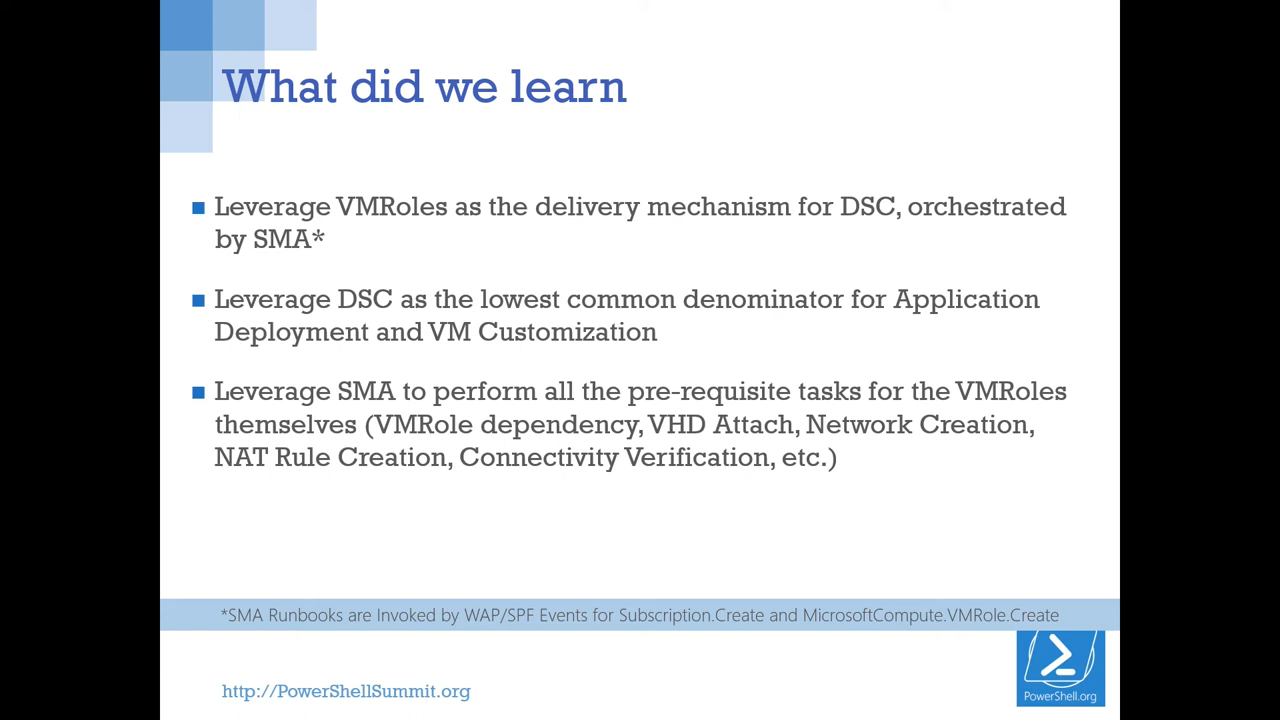 What did we learn
Leverage VMRoles as the delivery mechanism for DSC, orchestrated
by SMA*
Leverage DSC as the lowest common denominator for Application
Deployment and VM Customization
Leverage SMA to perform all the pre-requisite tasks for the VMRoles
themselves (VMRole dependency, VHD Attach, Network Creation,
NAT Rule Creation, Connectivity Verification, etc.)
*SMA Runbooks are Invoked by WAP/SPF Events for Subscription.Create and MicrosoftCompute.VMRole.Create
http://PowerShellSummit.org
PowerShell.org